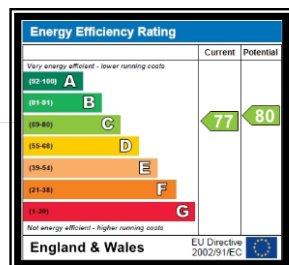 Energy Efficiency Rating
Current Potential
Very energy efficient - lower running costs
(92-100) A
(81-91) B
(69-80) C
77 80
(55-68) D
(39-54) E
(21-38) F
(1-20) G
Not energy efficient - higher running costs
England & Wales EU Directive
2002/91/EC